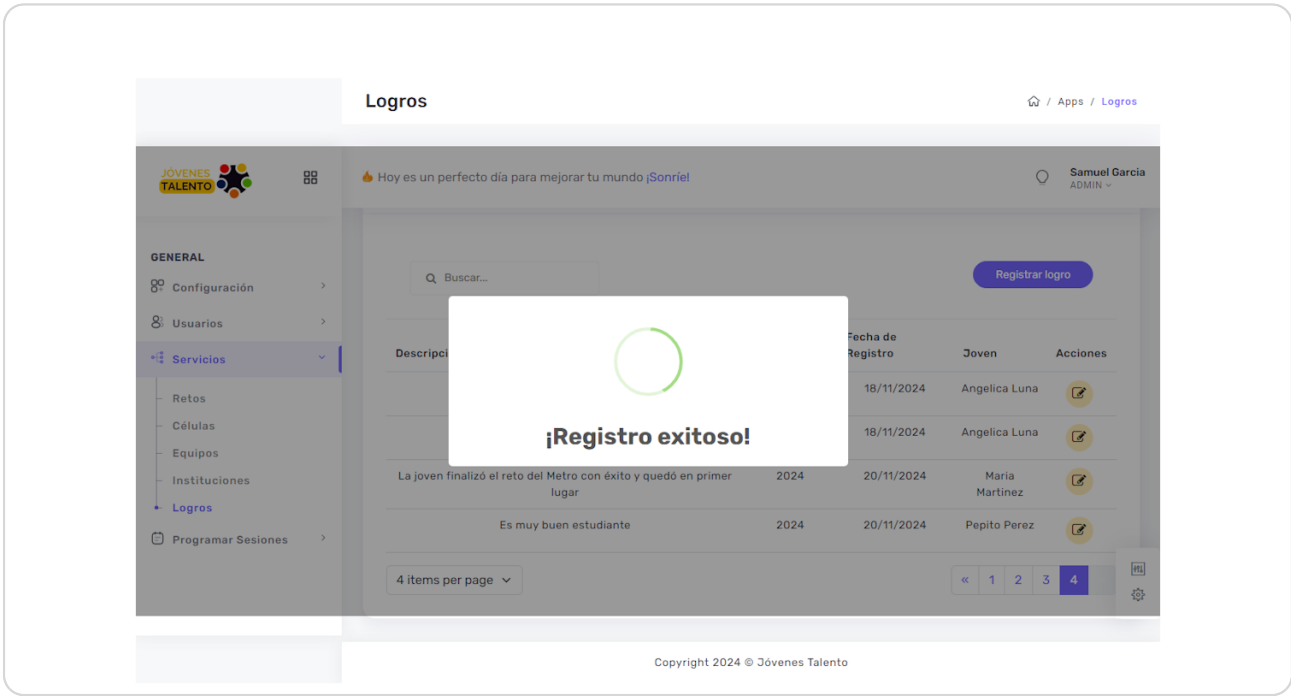 Logros
/ Apps / Logros
JÓVENES
TALENTO
Hoy es un perfecto día para mejorar tu mundo ¡Sonríe!
Samuel Garcia
ADMIN
GENERAL
Configuración
Usuarios
Servicios
Retos
Células
Equipos
Instituciones
Logros
Programar Sesiones
Buscar...
Registrar logro
Fecha de
Registro
Joven
Acciones
18/11/2024 Angelica Luna
18/11/2024 Angelica Luna
¡Registro exitoso!
La joven finalizó el reto del Metro con éxito y quedó en primer
lugar
2024
20/11/2024
Maria
Martinez
Es muy buen estudiante 2024 20/11/2024 Pepito Perez
4 items per page
« 1 2 3 4
Copyright 2024 © Jóvenes Talento